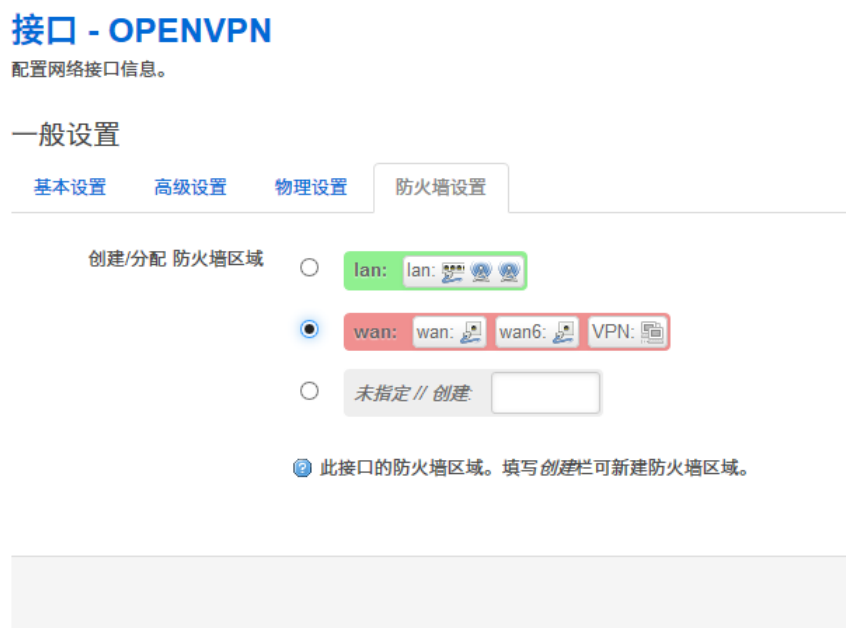 接口 - OPENVPN
配置网络接口信息。
一般设置
基本设置 高级设置 物理设置 防火墙设置
创建/分配 防火墙区域 lan: lan:
wan: wan: wan6: VPN:
未指定 // 创建:
此接口的防火墙区域。填写创建栏可新建防火墙区域。